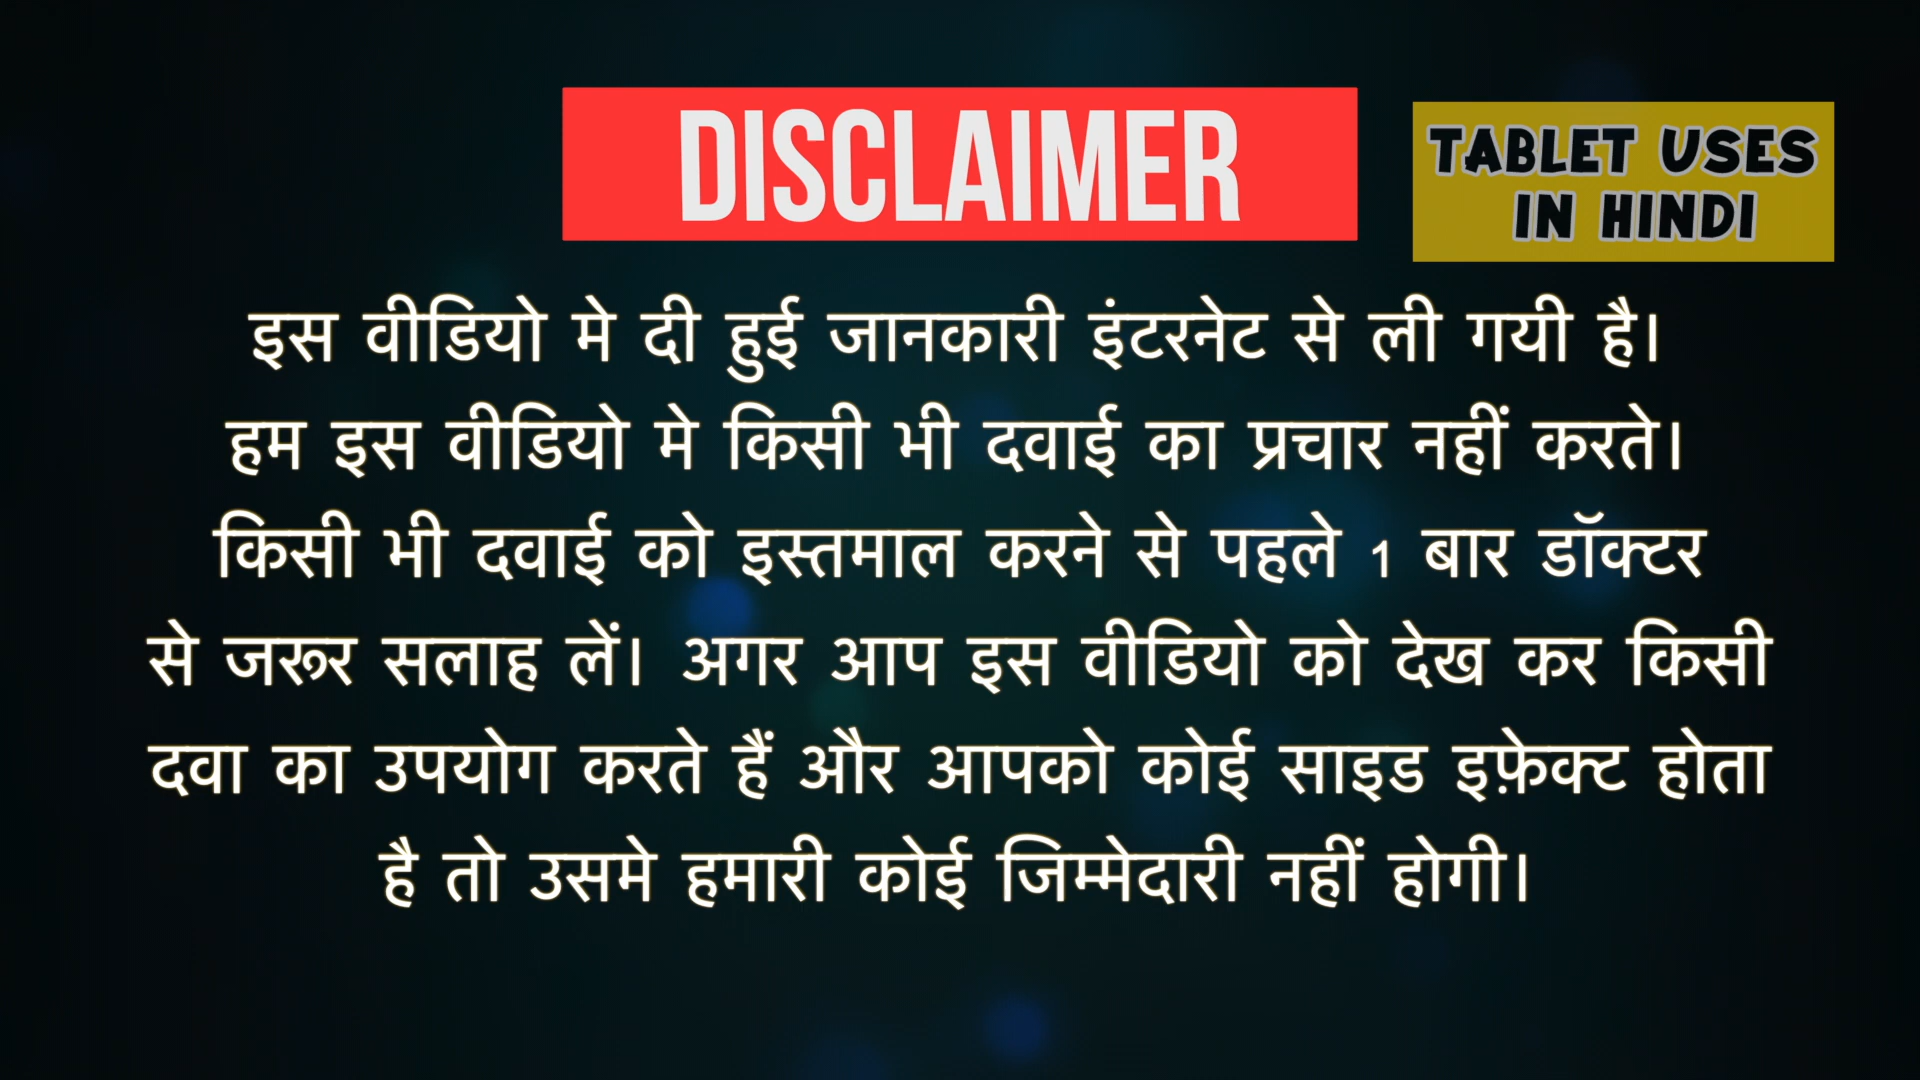 DISCLAIMER
TABLET USES
IN HINDI
इस वीडियो मे दी हुई जानकारी इंटरनेट से ली गयी है।
हम इस वीडियो मे किसी भी दवाई का प्रचार नहीं करते।
किसी भी दवाई को इस्तमाल करने से पहले 1 बार डॉक्टर
से जरूर सलाह लें। अगर आप इस वीडियो को देख कर किसी
दवा का उपयोग करते हैं और आपको कोई साइड इफ़ेक्ट होता
है तो उसमे हमारी कोई जिम्मेदारी नहीं होगी।